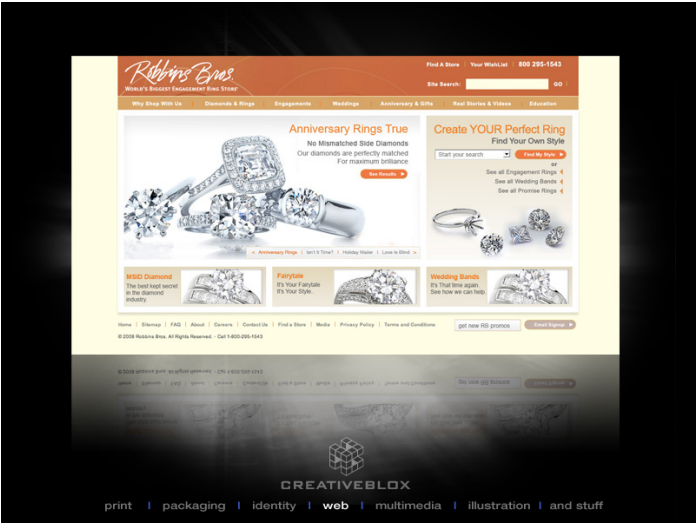 Robbins Bros.
WORLD'S BIGGEST ENGAGEMENT RING STORE
Find A Store | Your WishList | 800 295-1543
Site Search: GO
Why Shop With Us | Diamonds & Rings | Engagements | Weddings | Anniversary & Gifts | Real Stories & Videos | Education
Anniversary Rings True
No Mismatched Side Diamonds
Our diamonds are perfectly matched
For maximum brilliance
See Results
< Anniversary Rings | Isn't it Time? | Holiday Mailer | Love Is Blind >
Create YOUR Perfect Ring
Find Your Own Style
Start your search Find My Style
or
See all Engagement Rings
See all Wedding Bands
See all Promise Rings
MSID Diamond
The best kept secret
in the diamond
industry.
Fairytale
It's Your Fairytale
It's Your Style.
Wedding Bands
It's That time again.
See how we can help.
Home | Sitemap | FAQ | About | Careers | Contact Us | Find a Store | Media | Privacy Policy | Terms and Conditions
get new RB promos Email Signup
© 2008 Robbins Bros. All Rights Reserved. - Call 1-800-295-1543
CREATIVEBLOX
print | packaging | identity | web | multimedia | illustration | and stuff